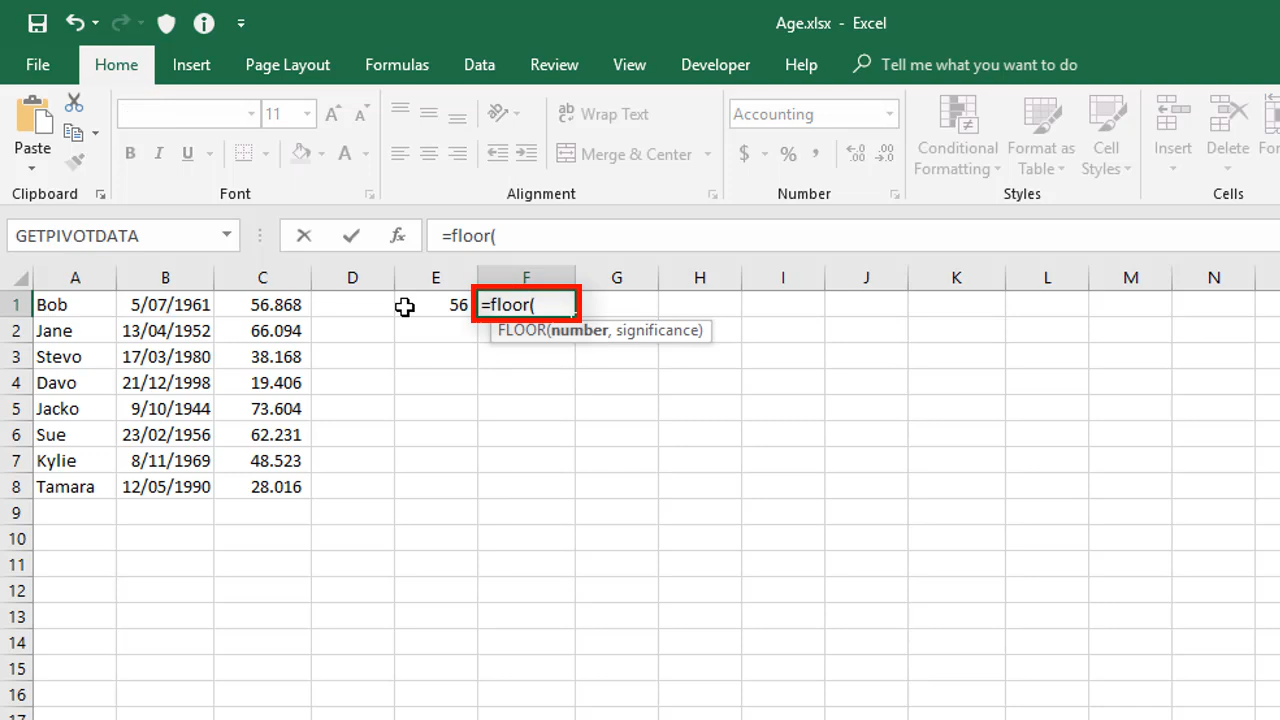 Age.xlsx - Excel
File Home Insert Page Layout Formulas Data Review View Developer Help Tell me what you want to do
11 Wrap Text Accounting
Paste B I U A Merge & Center $ % , Conditional Formatting Format as Table Cell Styles Insert Delete
Clipboard Font Alignment Number Styles Cells
GETPIVOTDATA fx =floor(
A B C D E F G H I J K L M N
1 Bob 5/07/1961 56.868 56 =floor(
FLOOR(number, significance)
2 Jane 13/04/1952 66.094
3 Stevo 17/03/1980 38.168
4 Davo 21/12/1998 19.406
5 Jacko 9/10/1944 73.604
6 Sue 23/02/1956 62.231
7 Kylie 8/11/1969 48.523
8 Tamara 12/05/1990 28.016
9
10
11
12
13
14
15
16
17